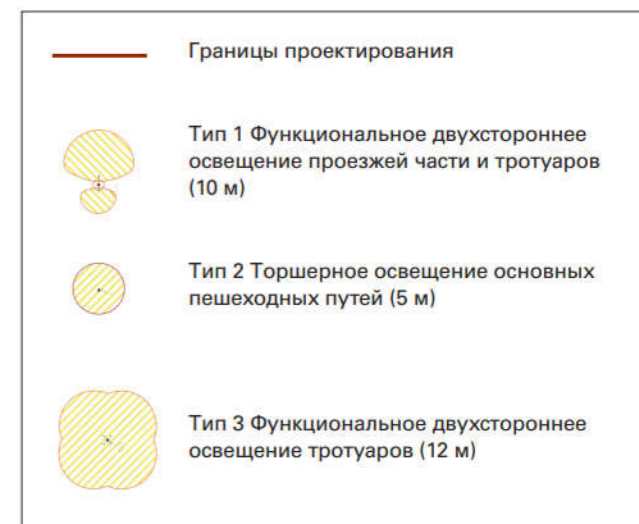 Границы проектирования
Тип 1 Функциональное двухстороннее
освещение проезжей части и тротуаров
(10 м)
Тип 2 Торшерное освещение основных
пешеходных путей (5 м)
Тип 3 Функциональное двухстороннее
освещение тротуаров (12 м)